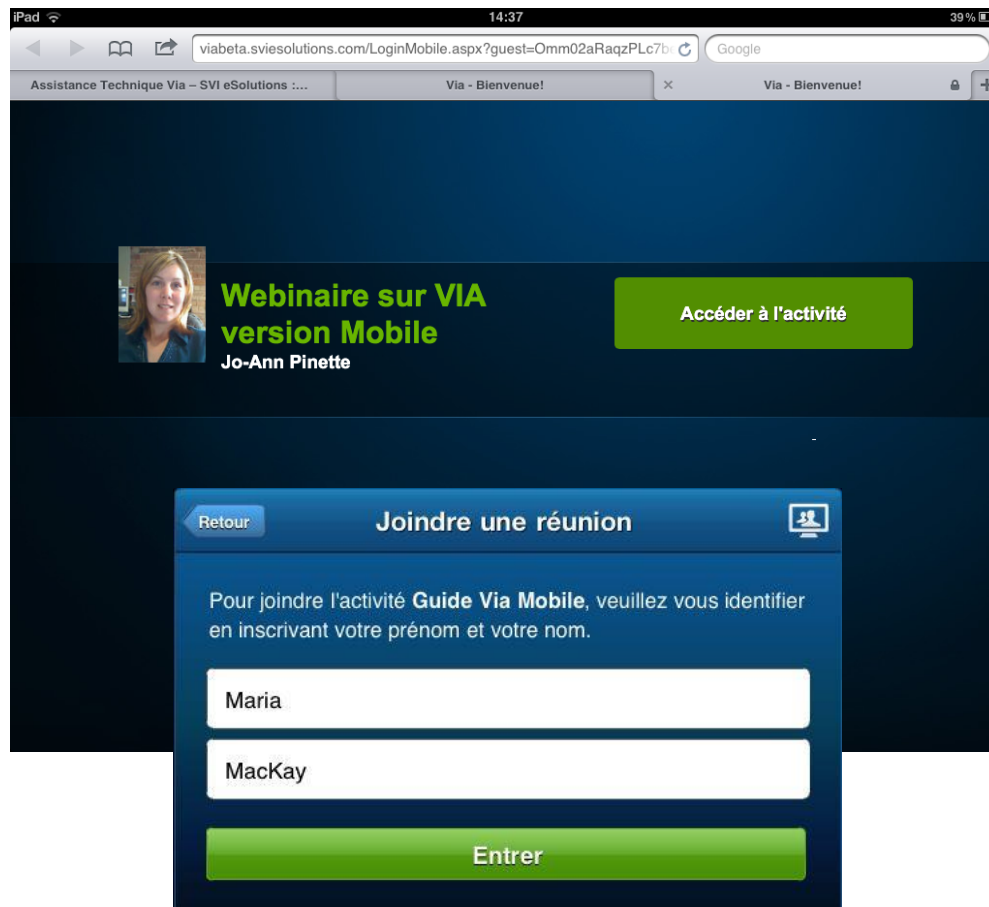 iPad 14:37 39 %
viabeta.sviesolutions.com/LoginMobile.aspx?guest=Omm02aRaqzPLc7b Google
Assistance Technique Via – SVI eSolutions :... Via - Bienvenue! Via - Bienvenue!
Webinaire sur VIA
version Mobile
Jo-Ann Pinette
Accéder à l'activité
Retour Joindre une réunion
Pour joindre l'activité Guide Via Mobile, veuillez vous identifier
en inscrivant votre prénom et votre nom.
Maria
MacKay
Entrer